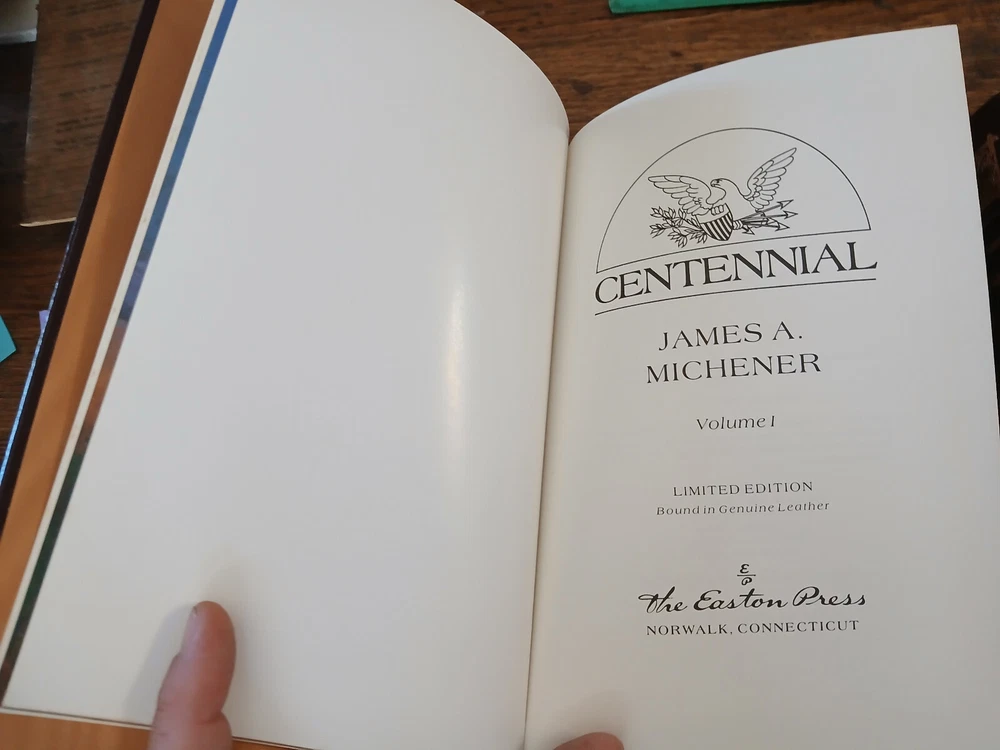 CENTENNIAL
JAMES A.
MICHENER
Volume I
LIMITED EDITION
Bound in Genuine Leather
E
P
the Easton Press
NORWALK, CONNECTICUT